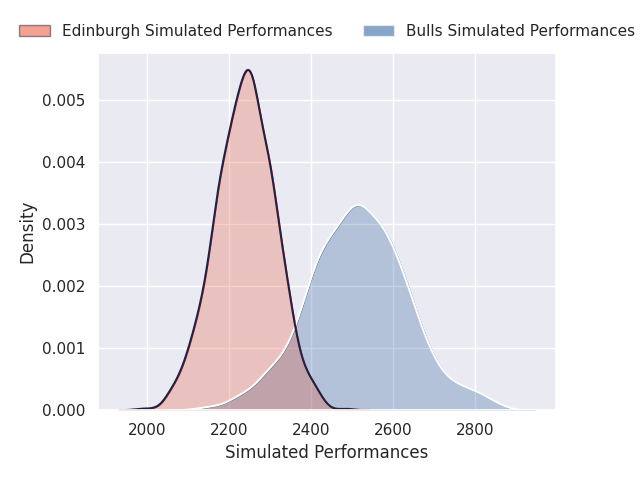 Edinburgh Simulated Performances
Bulls Simulated Performances
0.005
0.004
0.003
0.002
0.001
0.000
Density
2000 2200 2400 2600 2800
Simulated Performances